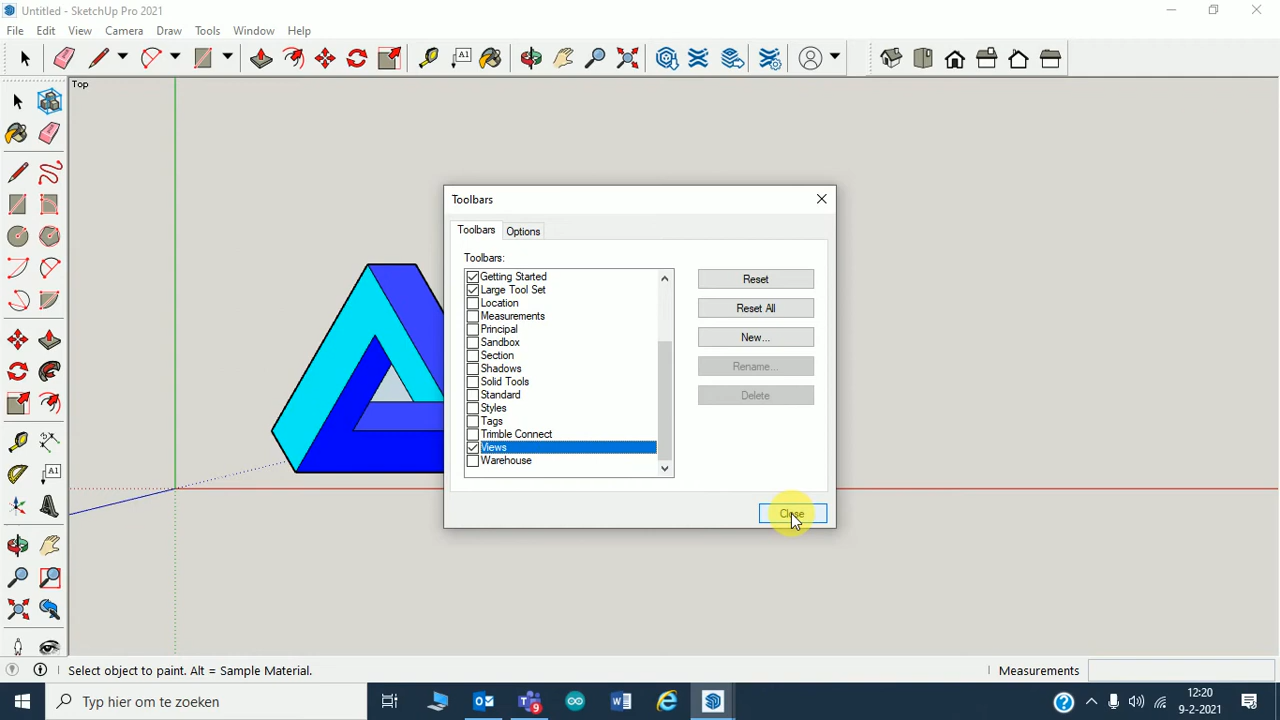 Untitled - SketchUp Pro 2021
File Edit View Camera Draw Tools Window Help
A1
Top
A1
Toolbars
Toolbars Options
Toolbars:
Getting Started
Large Tool Set
Location
Measurements
Principal
Sandbox
Section
Shadows
Solid Tools
Standard
Styles
Tags
Trimble Connect
Views
Warehouse
Reset
Reset All
New...
Rename...
Delete
Close
Select object to paint. Alt = Sample Material.
Measurements
Typ hier om te zoeken
9
12:20
9-2-2021